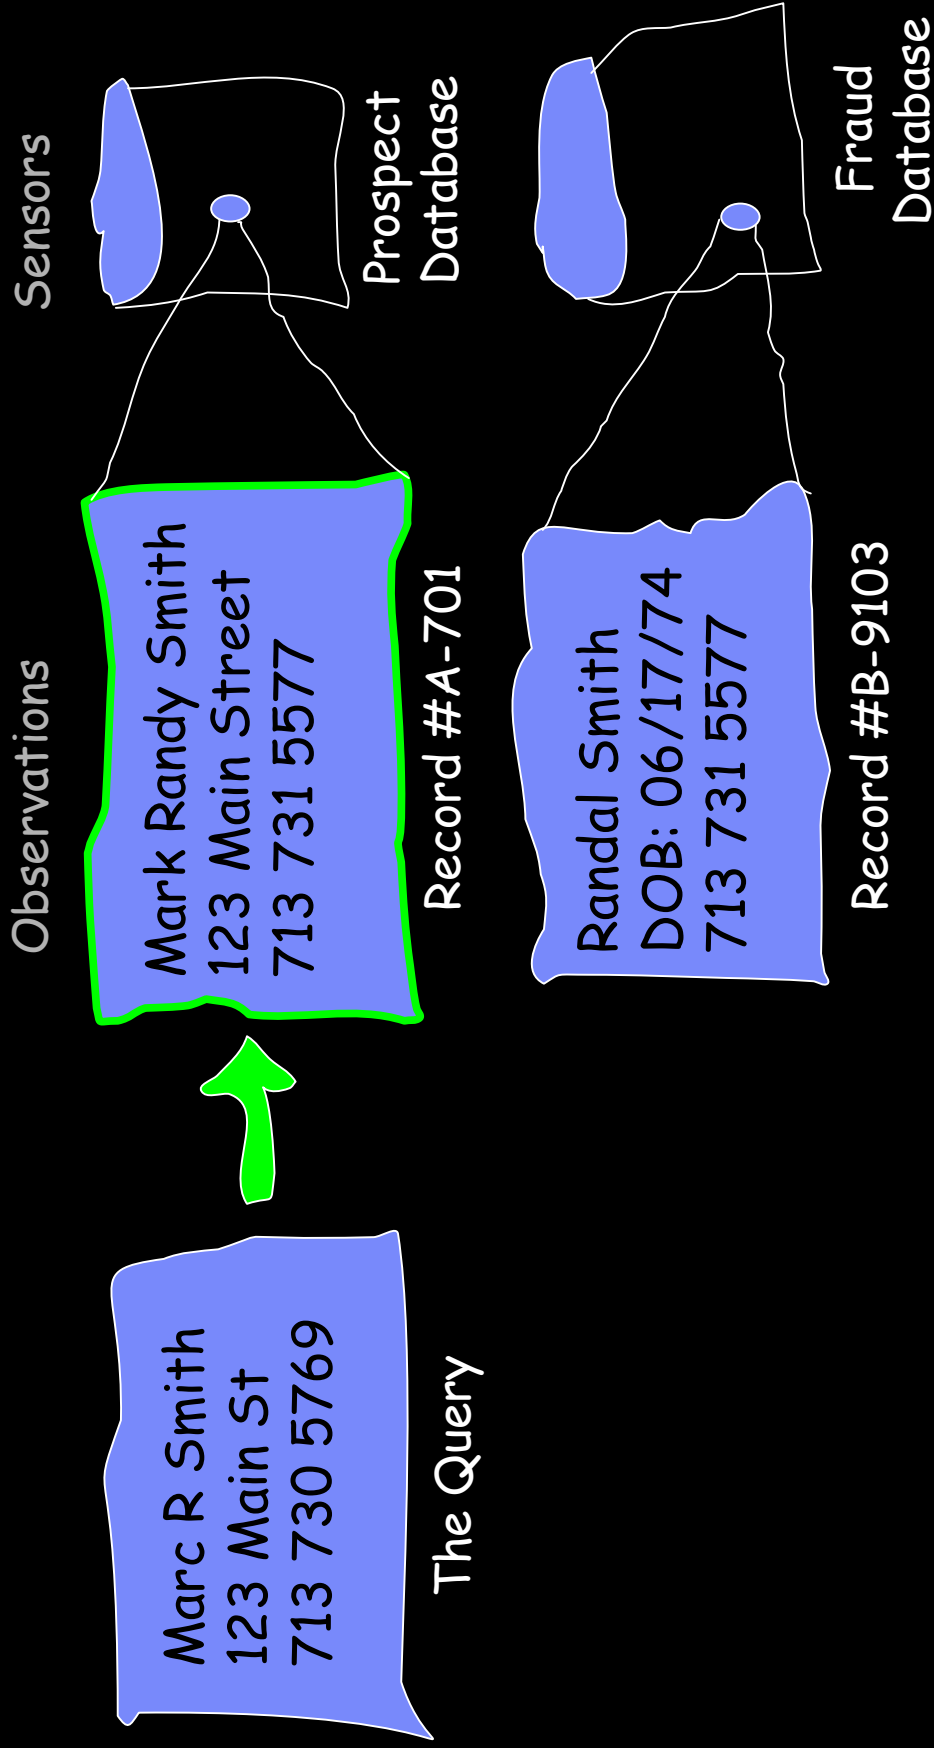 Observations
Sensors
Marc R Smith
123 Main St
713 730 5769
The Query
Mark Randy Smith
123 Main Street
713 731 5577
Record #A-701
Prospect
Database
Randal Smith
DOB: 06/17/74
713 731 5577
Record #B-9103
Fraud
Database